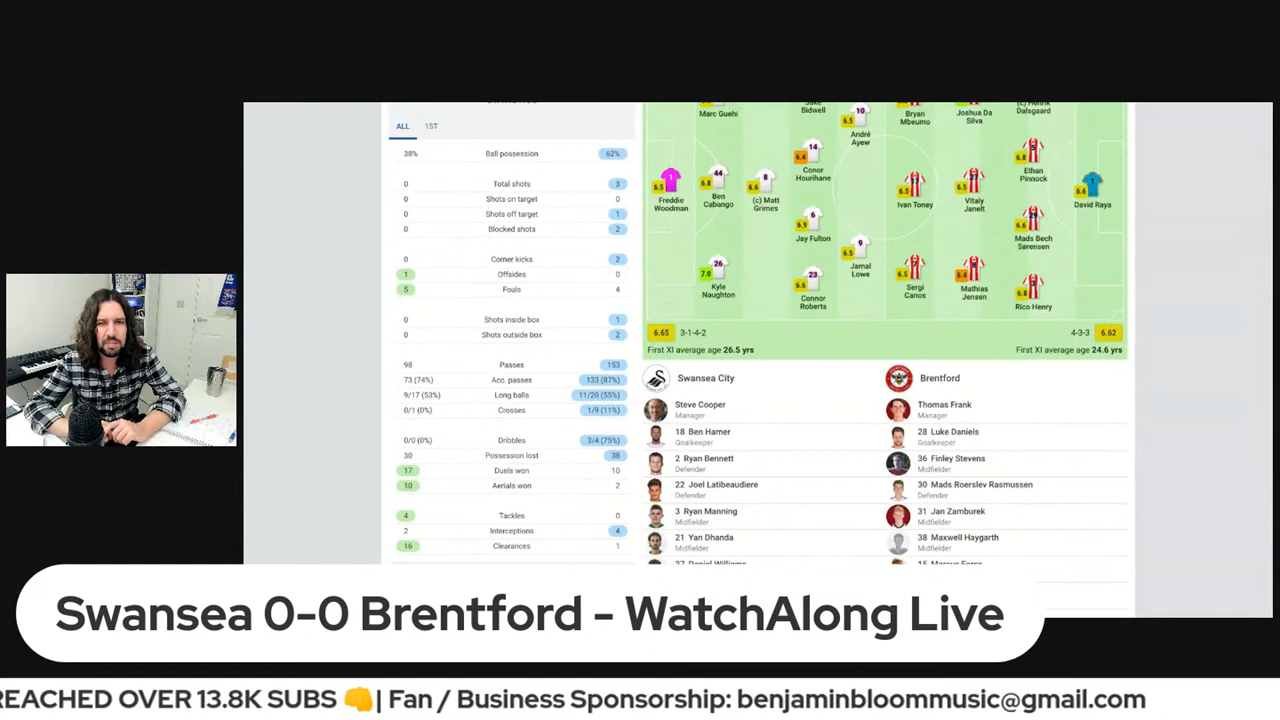 ALL 1ST
38% Ball possession 62%
0 Total shots 3
0 Shots on target 0
0 Shots off target 1
0 Blocked shots 2
0 Corner kicks 2
1 Offsides 0
5 Fouls 4
0 Shots inside box 1
0 Shots outside box 2
98 Passes 153
73 (74%) Acc. passes 133 (87%)
9/17 (53%) Long balls 11/20 (55%)
0/1 (0%) Crosses 1/9 (11%)
0/0 (0%) Dribbles 3/4 (75%)
30 Possession lost 38
17 Duels won 10
10 Aerials won 2
4 Tackles 0
2 Interceptions 4
16 Clearances 1
Marc Guehi
Bidwell
10
6.5
André
Ayew
Bryan
Mbeumo
Joshua Da
Silva
Dalsgaard
1
6.5
Freddie
Woodman
44
6.8
Ben
Cabango
8
6.6
(c) Matt
Grimes
14
6.4
Conor
Hourihane
6
6.9
Jay Fulton
26
7.0
Kyle
Naughton
23
6.6
Connor
Roberts
9
6.5
Jamal
Lowe
17
6.5
Ivan Toney
27
6.5
Vitaly
Janelt
6.8
Ethan
Pinnock
1
6.6
David Raya
29
6.6
Mads Bech
Sørensen
7
6.5
Sergi
Canos
8
6.4
Mathias
Jensen
3
6.8
Rico Henry
6.65 3-1-4-2 4-3-3 6.62
First XI average age 26.5 yrs First XI average age 24.6 yrs
Swansea City Brentford
Steve Cooper Thomas Frank
Manager Manager
18 Ben Hamer 28 Luke Daniels
Goalkeeper Goalkeeper
2 Ryan Bennett 36 Finley Stevens
Defender Midfielder
22 Joel Latibeaudiere 30 Mads Roerslev Rasmussen
Defender Defender
3 Ryan Manning 31 Jan Zamburek
Midfielder Midfielder
21 Yan Dhanda 38 Maxwell Haygarth
Midfielder Midfielder
Swansea 0-0 Brentford - WatchAlong Live
REACHED OVER 13.8K SUBS 👊| Fan / Business Sponsorship: benjaminbloommusic@gmail.com